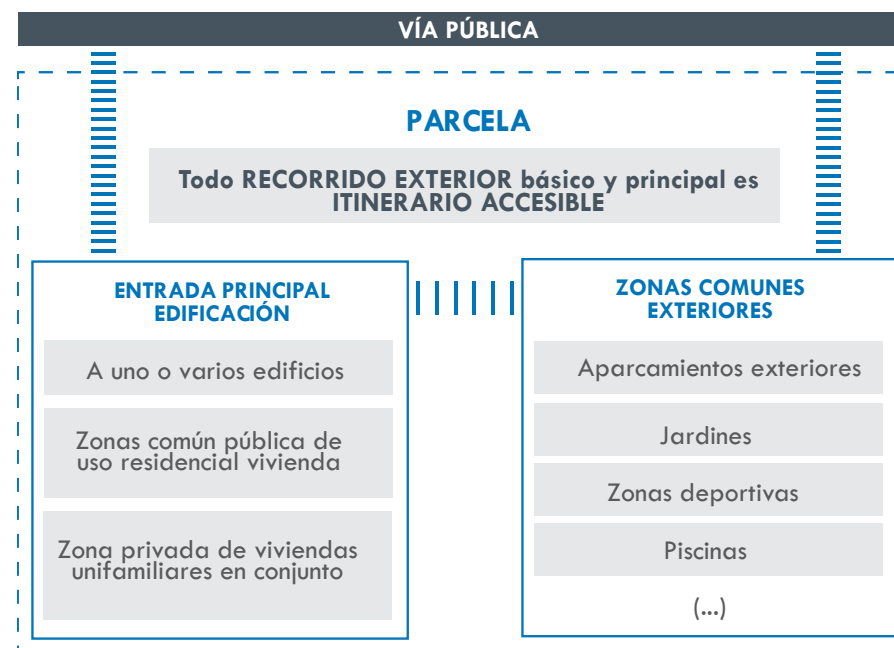 VÍA PÚBLICA
PARCELA
Todo RECORRIDO EXTERIOR básico y principal es
ITINERARIO ACCESIBLE
ENTRADA PRINCIPAL
EDIFICACIÓN
A uno o varios edificios
Zonas común pública de
uso residencial vivienda
Zona privada de viviendas
unifamiliares en conjunto
ZONAS COMUNES
EXTERIORES
Aparcamientos exteriores
Jardines
Zonas deportivas
Piscinas
(...)